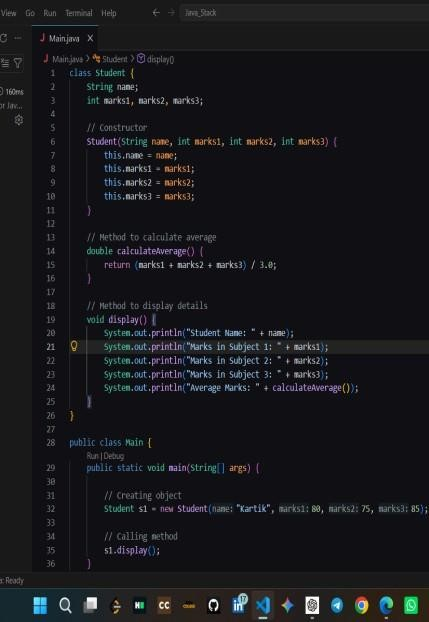 View Go Run Terminal Help
Java_Stack
Main.java
Main.java > Student > display()
160ms
or Jav...
1 class Student {
2 String name;
3 int marks1, marks2, marks3;
4
5 // Constructor
6 Student(String name, int marks1, int marks2, int marks3) {
7 this.name = name;
8 this.marks1 = marks1;
9 this.marks2 = marks2;
10 this.marks3 = marks3;
11 }
12
13 // Method to calculate average
14 double calculateAverage() {
15 return (marks1 + marks2 + marks3) / 3.0;
16 }
17
18 // Method to display details
19 void display() {
20 System.out.println("Student Name: " + name);
21 System.out.println("Marks in Subject 1: " + marks1);
22 System.out.println("Marks in Subject 2: " + marks2);
23 System.out.println("Marks in Subject 3: " + marks3);
24 System.out.println("Average Marks: " + calculateAverage());
25 }
26 }
27
28 public class Main {
Run | Debug
29 public static void main(String[] args) {
30
31 // Creating object
32 Student s1 = new Student(name: "Kartik", marks1: 80, marks2: 75, marks3: 85);
33
34 // Calling method
35 s1.display();
36 }
a: Ready
CC
in 17